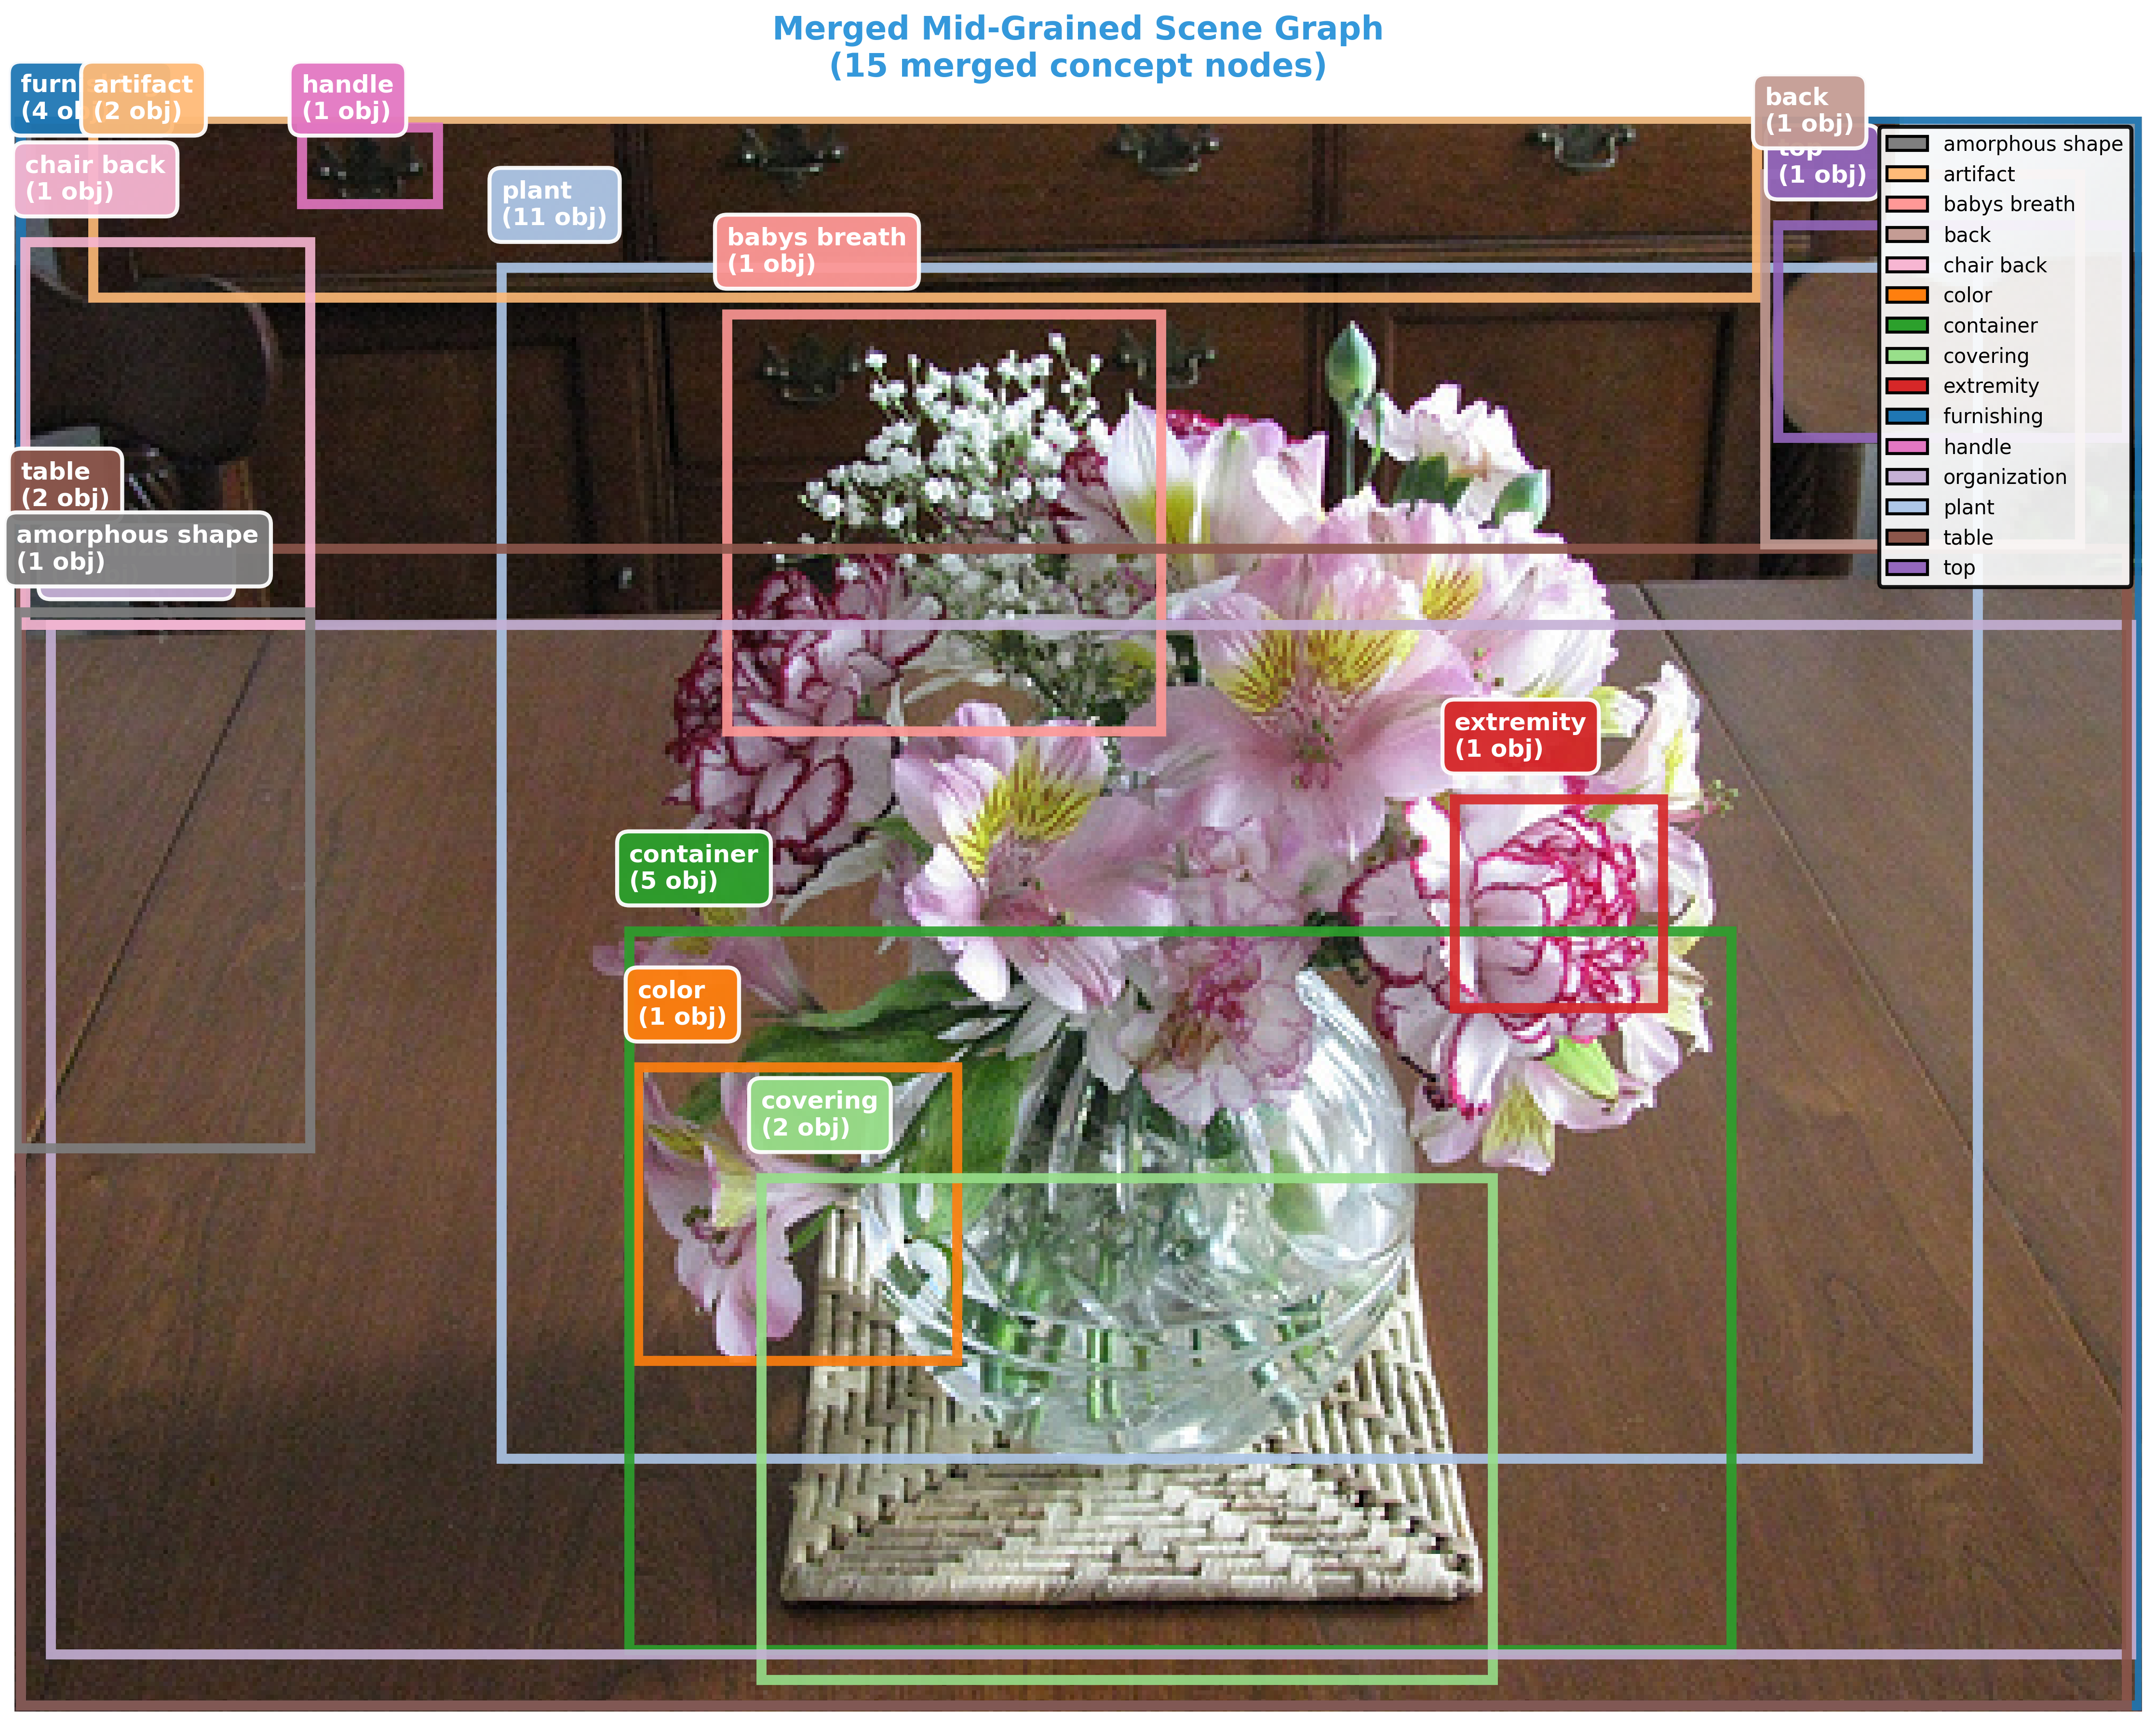 Merged Mid-Grained Scene Graph
(15 merged concept nodes)
furn
(4 ob
artifact
(2 obj)
handle
(1 obj)
back
(1 obj)
top
(1 obj)
chair back
(1 obj)
plant
(11 obj)
babys breath
(1 obj)
table
(2 obj)
amorphous shape
(1 obj)
extremity
(1 obj)
container
(5 obj)
color
(1 obj)
covering
(2 obj)
amorphous shape
artifact
babys breath
back
chair back
color
container
covering
extremity
furnishing
handle
organization
plant
table
top